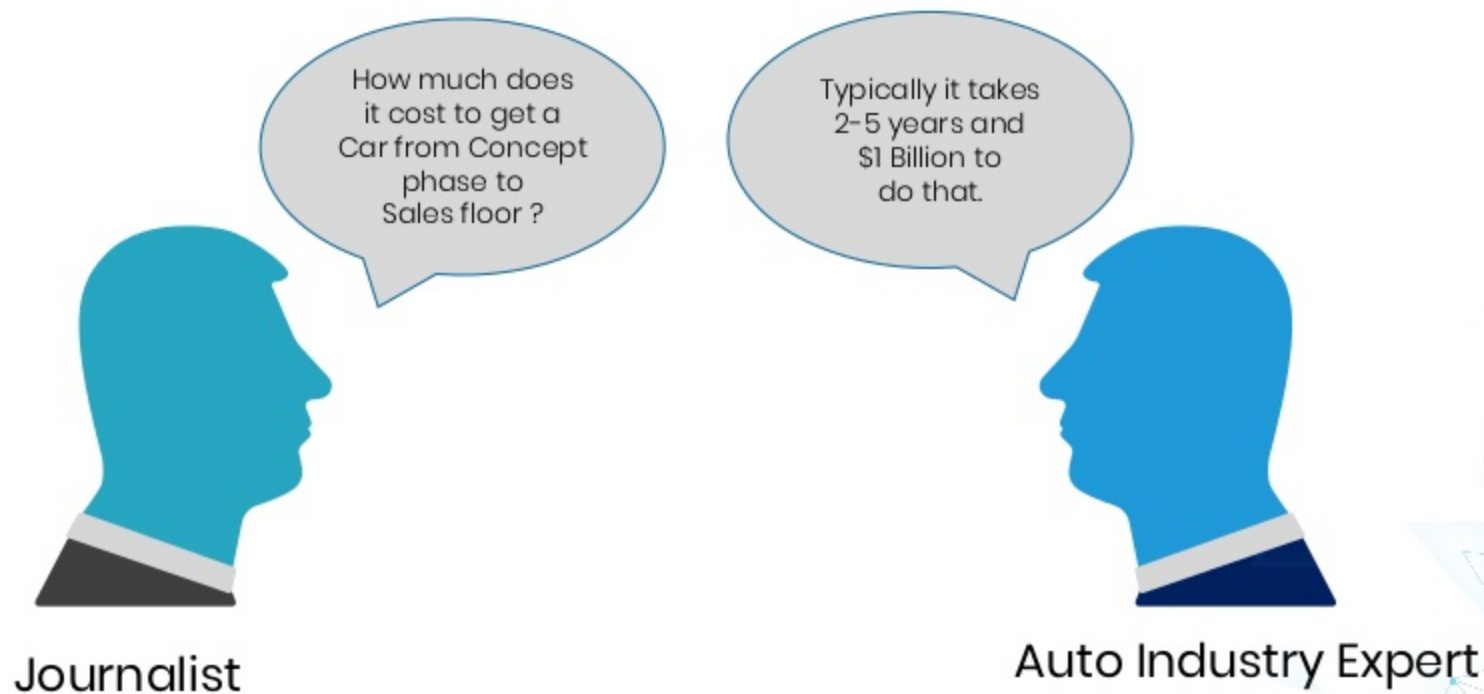 How much does
it cost to get a
Car from Concept
phase to
Sales floor ?
Typically it takes
2-5 years and
$1 Billion to
do that.
Journalist
Auto Industry Expert